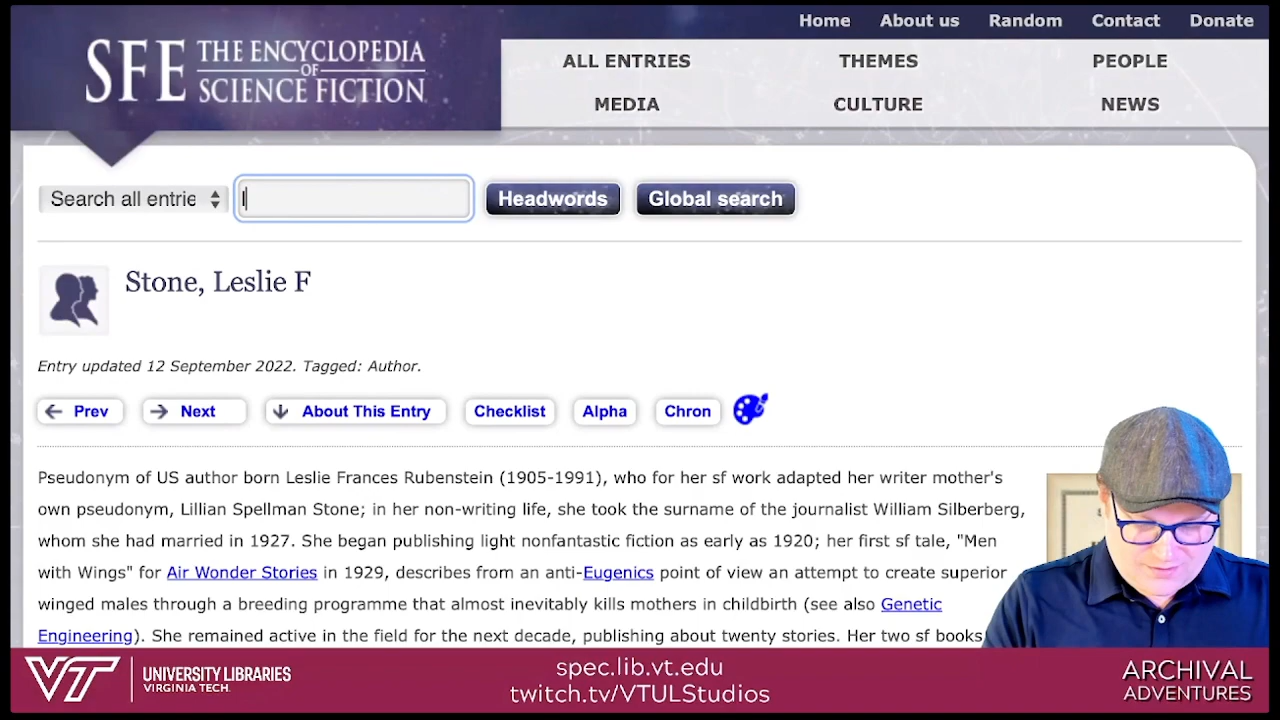 Home About us Random Contact Donate
SFE THE ENCYCLOPEDIA OF SCIENCE FICTION
ALL ENTRIES THEMES PEOPLE
MEDIA CULTURE NEWS
Search all entrie l Headwords Global search
Stone, Leslie F
Entry updated 12 September 2022. Tagged: Author.
Prev Next About This Entry Checklist Alpha Chron
Pseudonym of US author born Leslie Frances Rubenstein (1905-1991), who for her sf work adapted her writer mother's
own pseudonym, Lillian Spellman Stone; in her non-writing life, she took the surname of the journalist William Silberberg,
whom she had married in 1927. She began publishing light nonfantastic fiction as early as 1920; her first sf tale, "Men
with Wings" for Air Wonder Stories in 1929, describes from an anti-Eugenics point of view an attempt to create superior
winged males through a breeding programme that almost inevitably kills mothers in childbirth (see also Genetic
Engineering). She remained active in the field for the next decade, publishing about twenty stories. Her two sf books
VT UNIVERSITY LIBRARIES
VIRGINIA TECH.
spec.lib.vt.edu
twitch.tv/VTULStudios
ARCHIVAL
ADVENTURES